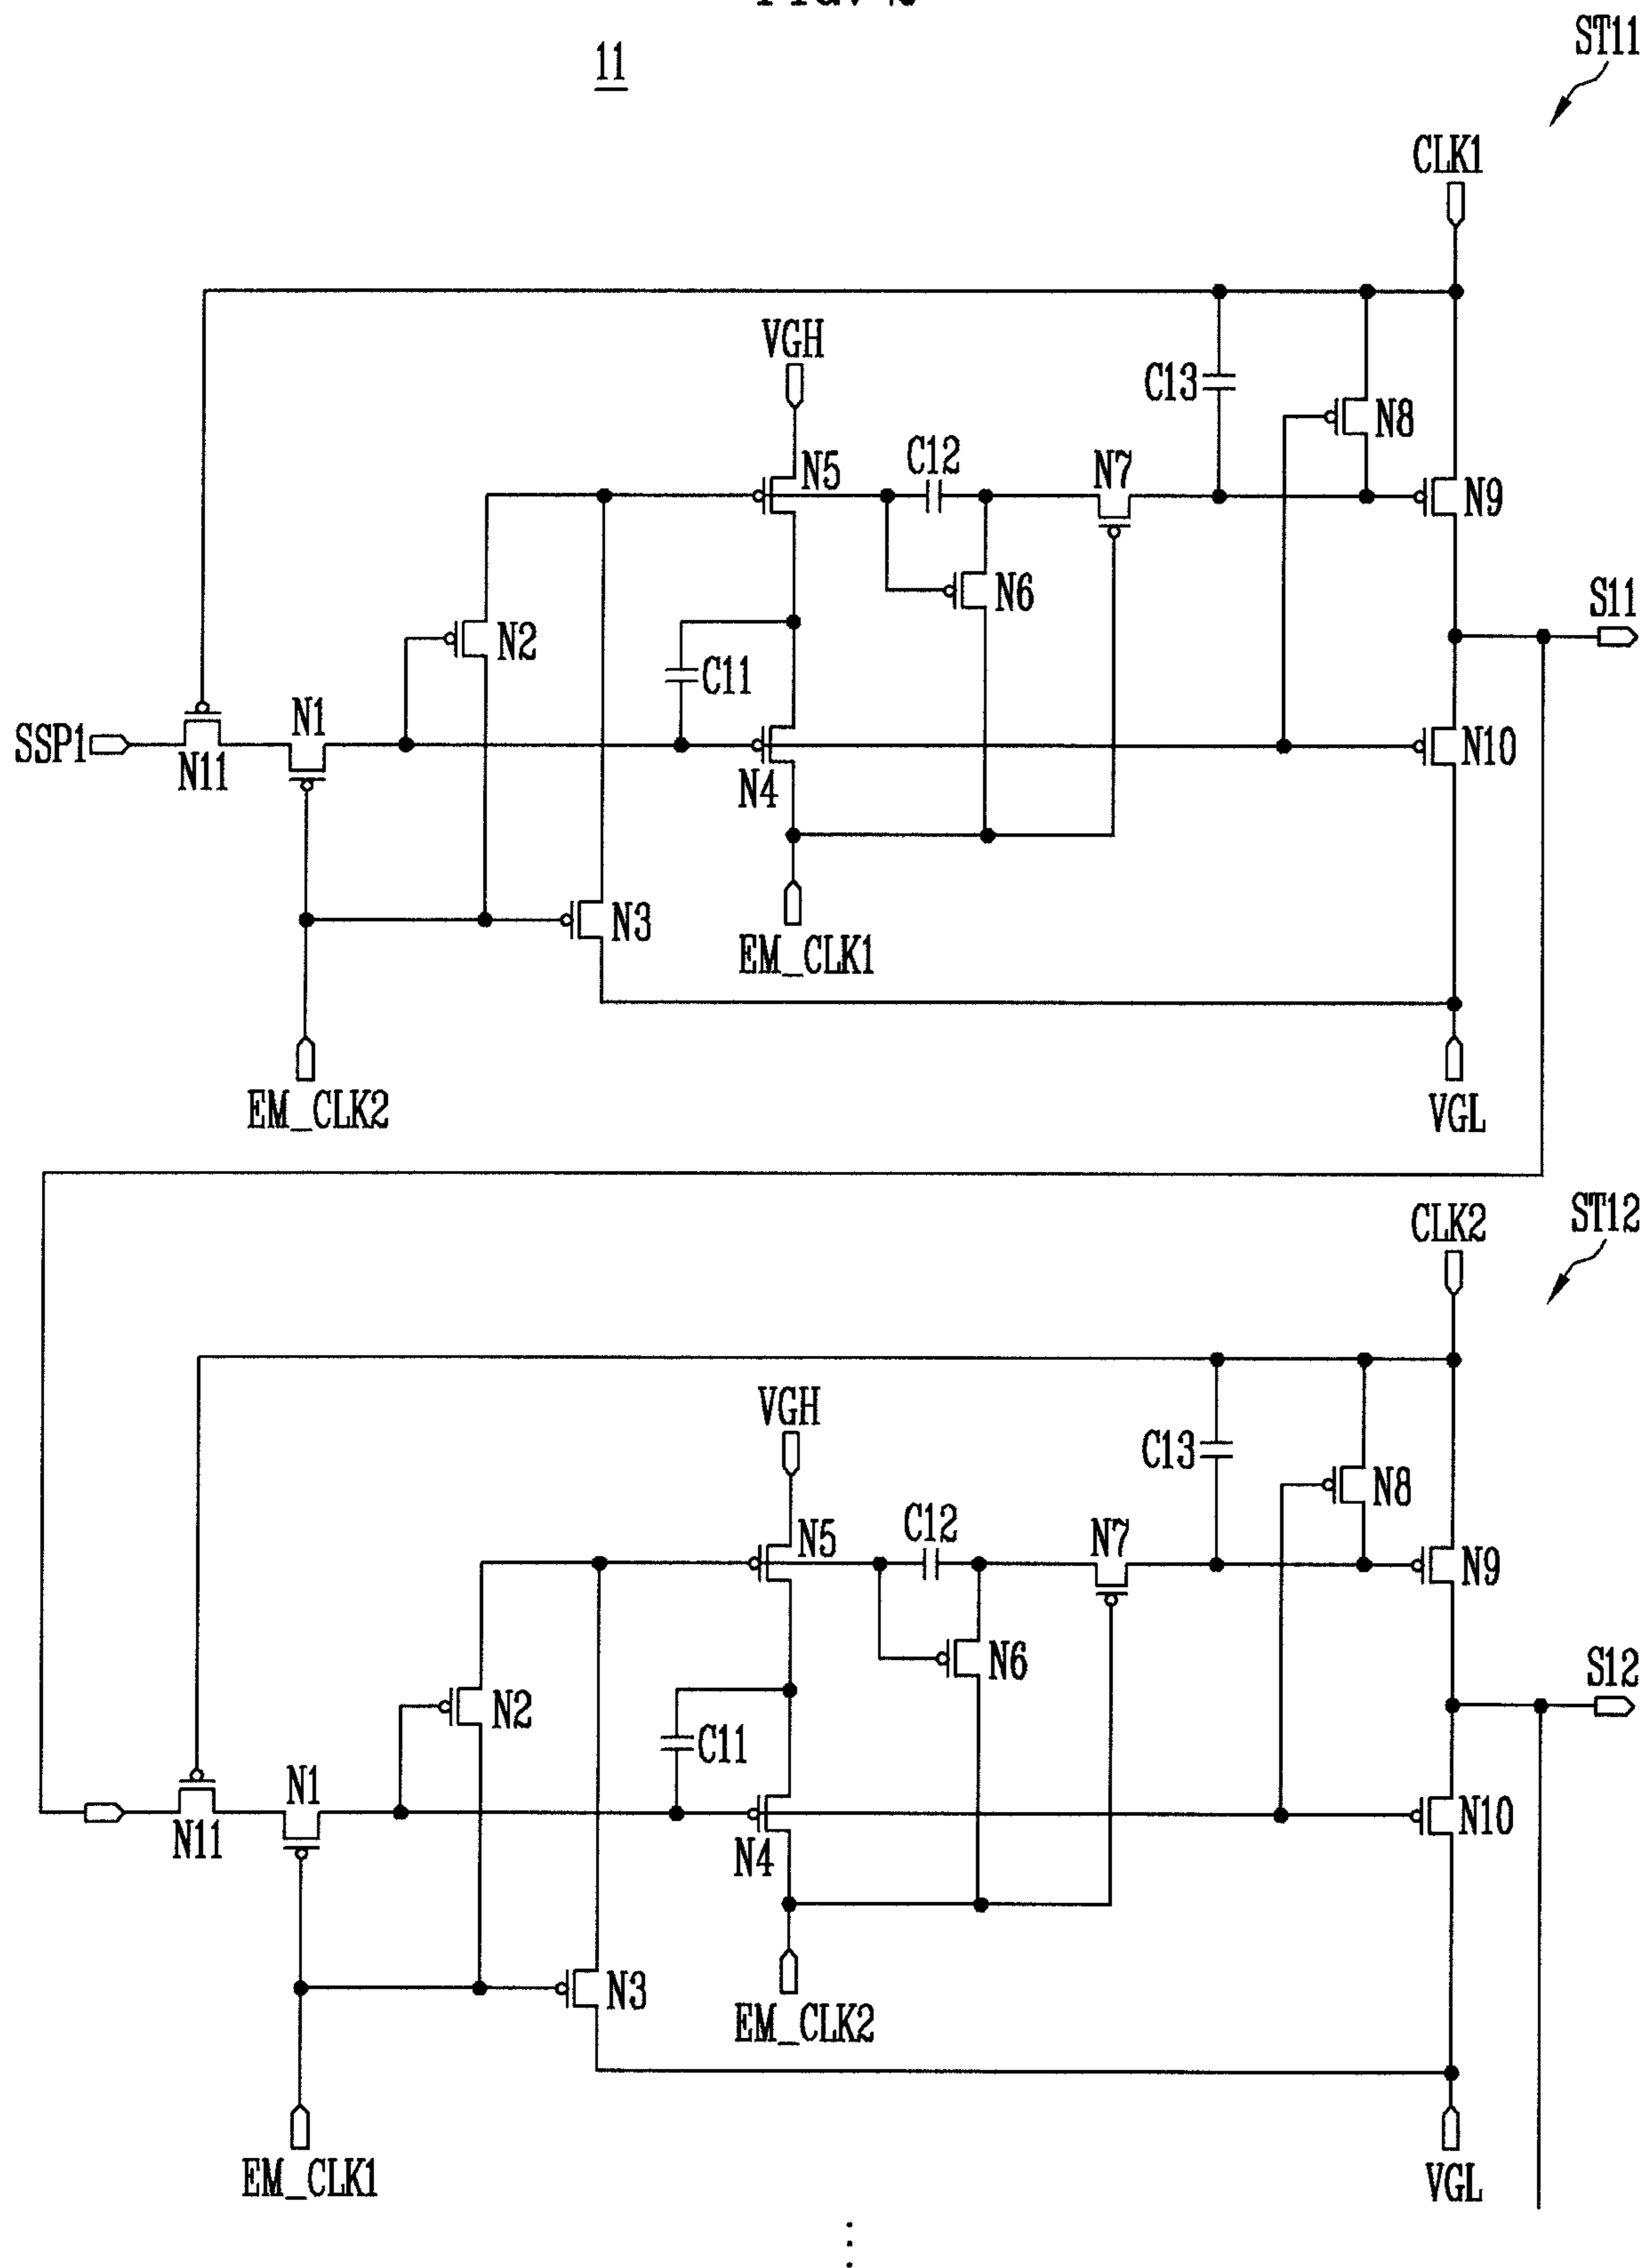 11
ST11
CLK1
VGH
C13
N8
N5
C12
N7
N9
N6
S11
N2
C11
N1
SSP1
N11
N4
N10
N3
EM_CLK1
EM_CLK2
VGL
ST12
CLK2
VGH
C13
N8
N5
C12
N7
N9
N6
S12
N2
C11
N1
N11
N4
N10
N3
EM_CLK2
EM_CLK1
VGL